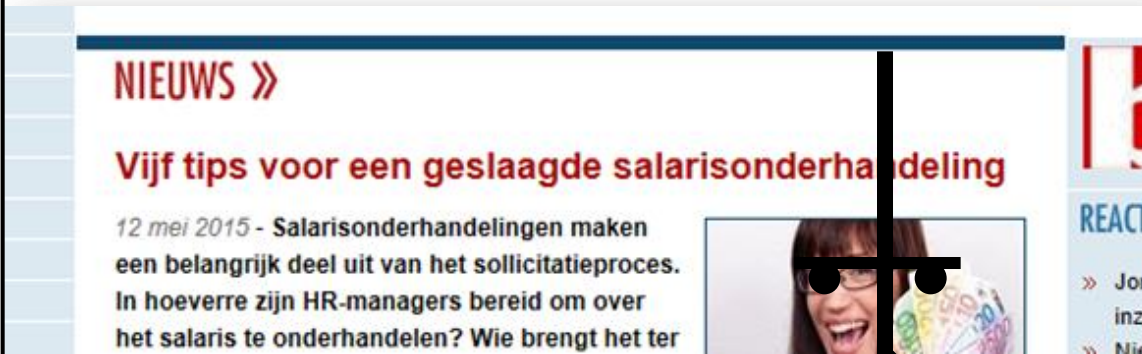 NIEUWS »
Vijf tips voor een geslaagde salarisonderhandeling
12 mei 2015 - Salarisonderhandelingen maken
een belangrijk deel uit van het sollicitatieproces.
In hoeverre zijn HR-managers bereid om over
het salaris te onderhandelen? Wie brengt het ter